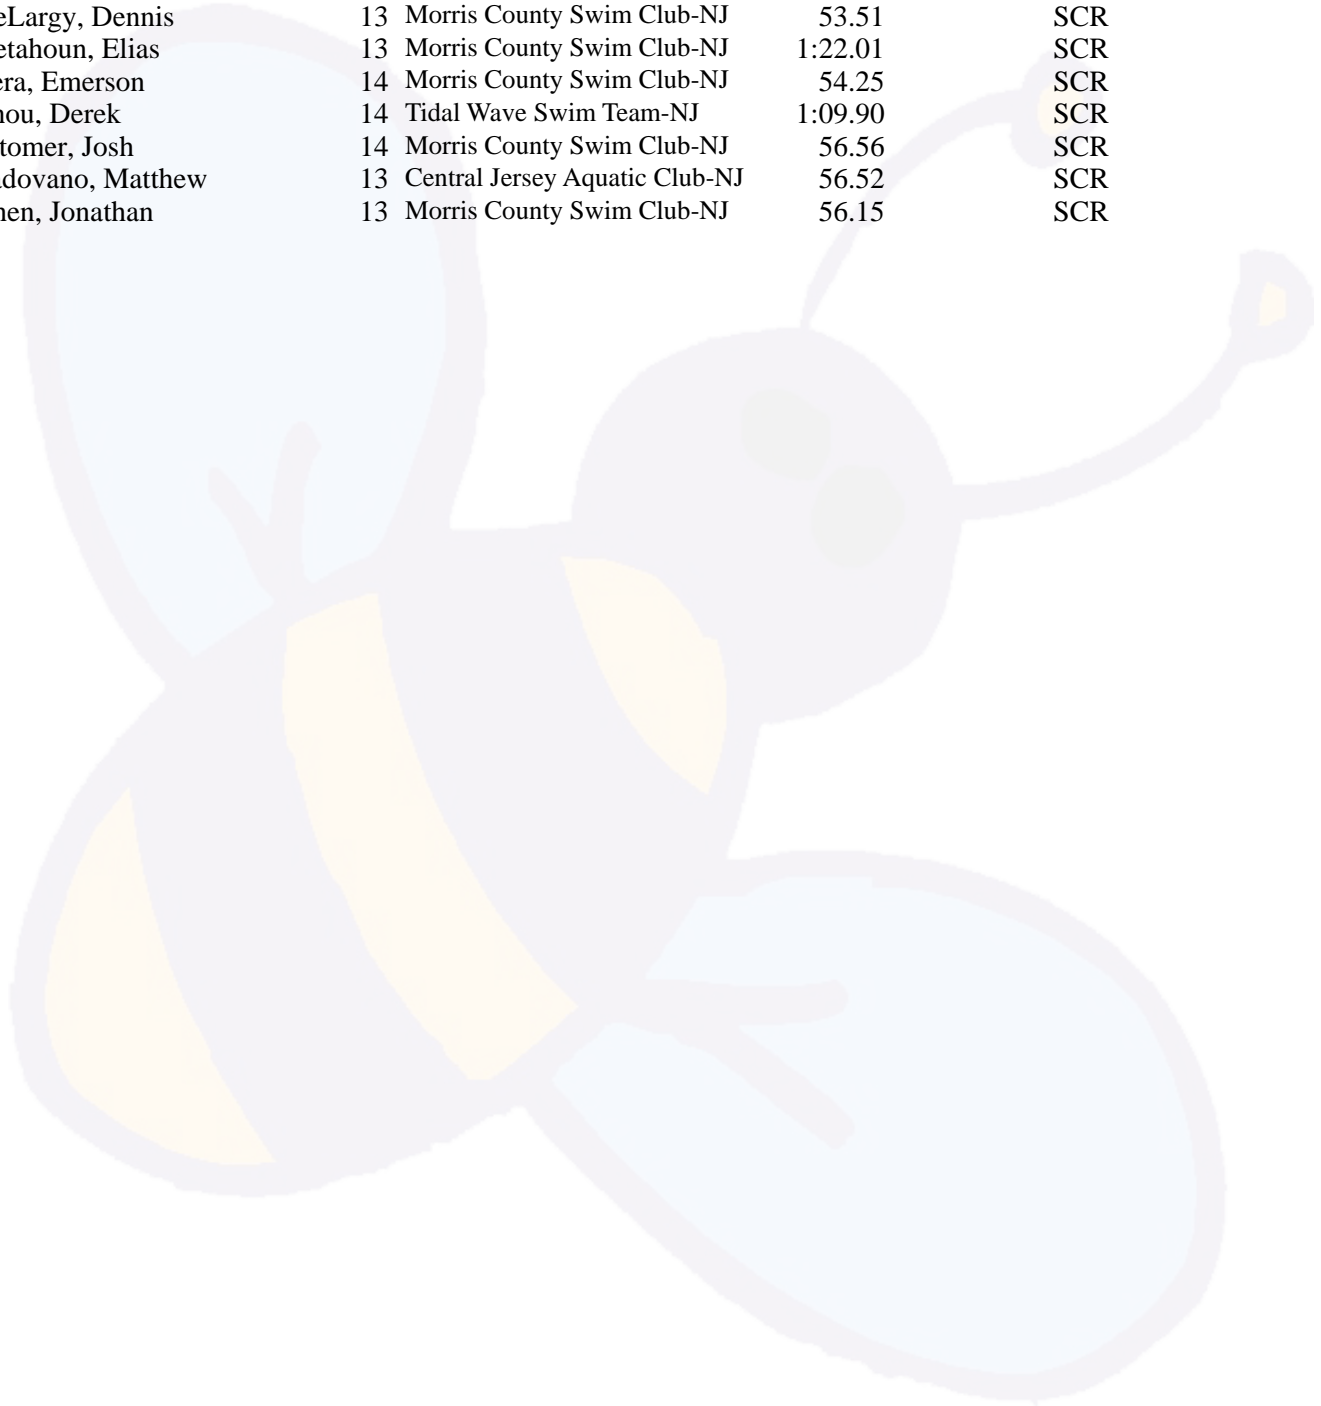 eLargy, Dennis 13 Morris County Swim Club-NJ 53.51 SCR
etahoun, Elias 13 Morris County Swim Club-NJ 1:22.01 SCR
era, Emerson 14 Morris County Swim Club-NJ 54.25 SCR
hou, Derek 14 Tidal Wave Swim Team-NJ 1:09.90 SCR
tomer, Josh 14 Morris County Swim Club-NJ 56.56 SCR
adovano, Matthew 13 Central Jersey Aquatic Club-NJ 56.52 SCR
hen, Jonathan 13 Morris County Swim Club-NJ 56.15 SCR